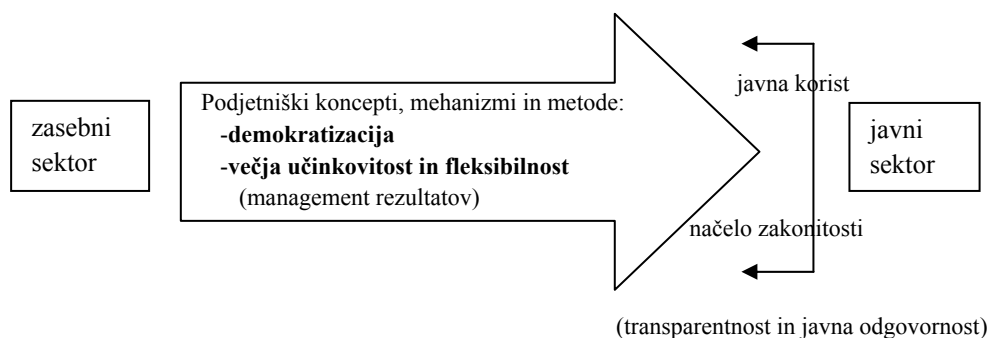 zasebni
sektor
Podjetniški koncepti, mehanizmi in metode:
-demokratizacija
-večja učinkovitost in fleksibilnost
(management rezultatov)
javna korist
načelo zakonitosti
javni
sektor
(transparentnost in javna odgovornost)